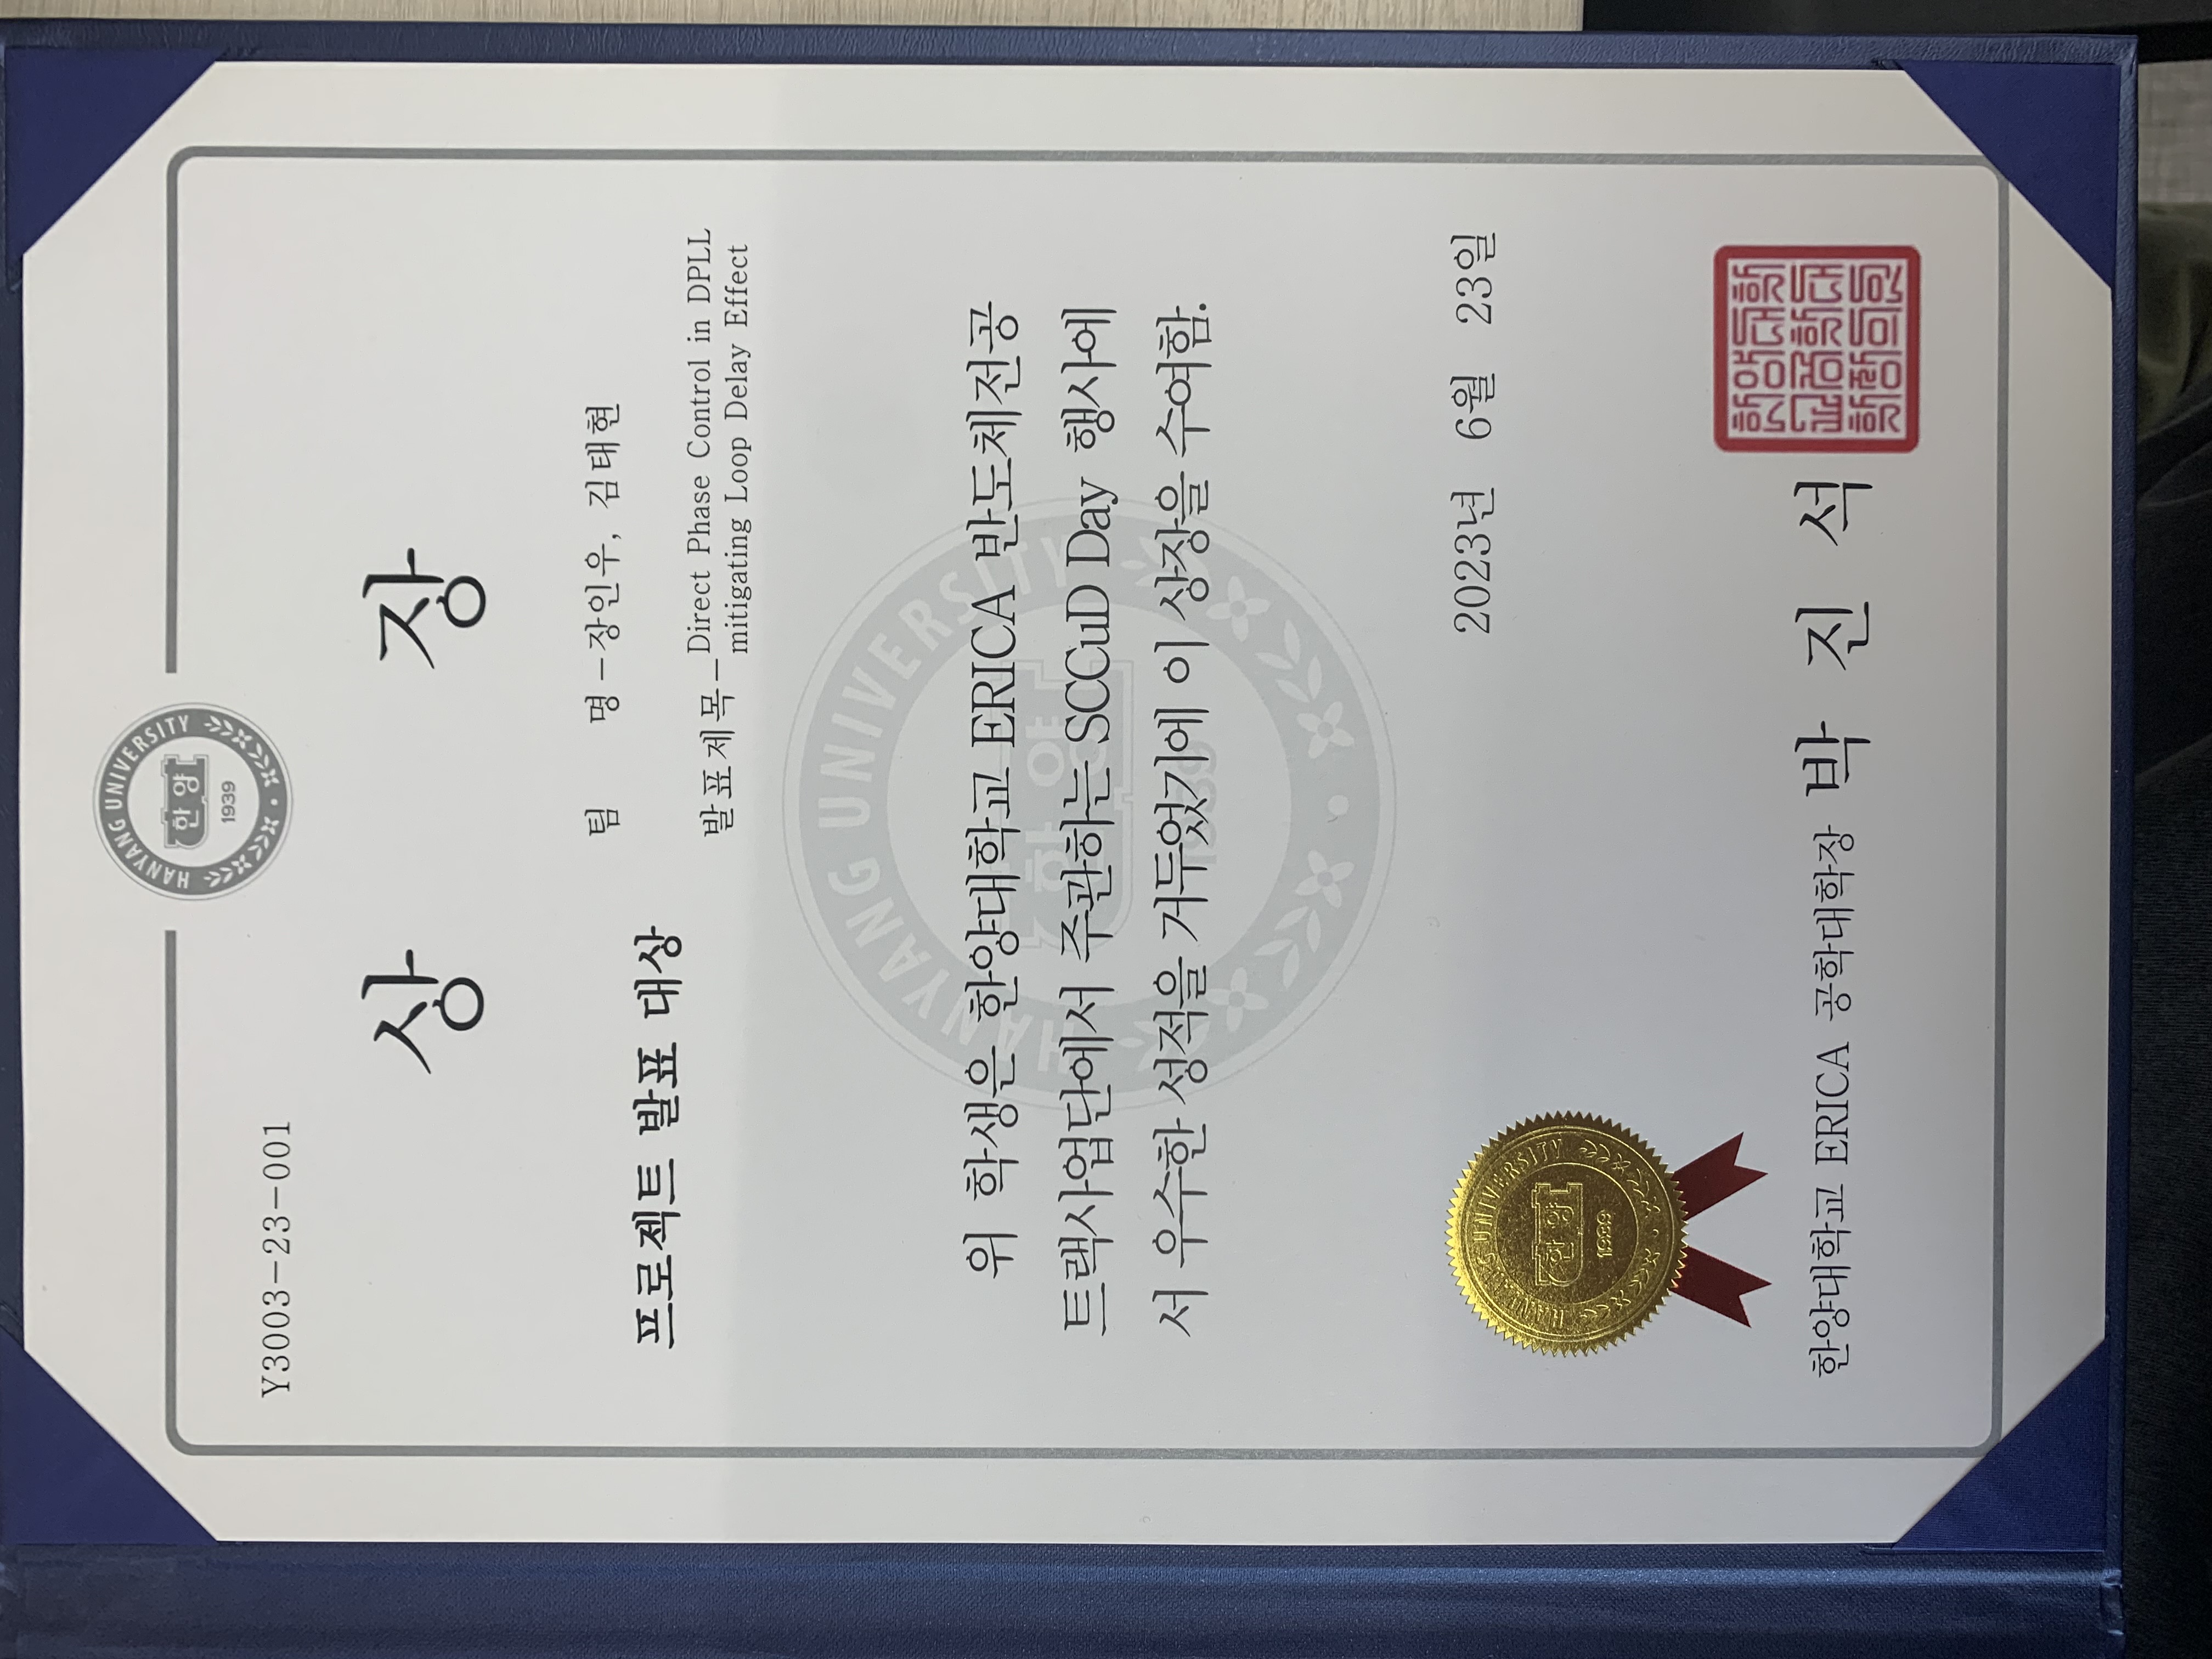 HANYANG UNIVERSITY
한양
1939
Y3003-23-001
상 장
팀 명-장인우, 김태현
프로젝트 발표 대상
발표제목-Direct Phase Control in DPLL
mitigating Loop Delay Effect
HANYANG UNIVERSITY
한양
1939
위 학생은 한양대학교 ERICA 반도체전공
트랙사업단에서 주관하는 SCCuD Day 행사에
서 우수한 성적을 거두었기에 이 상장을 수여함.
2023년 6월 23일
HANYANG UNIVERSITY
한양
1939
한양대학교 ERICA 공학대학장 박 진 석